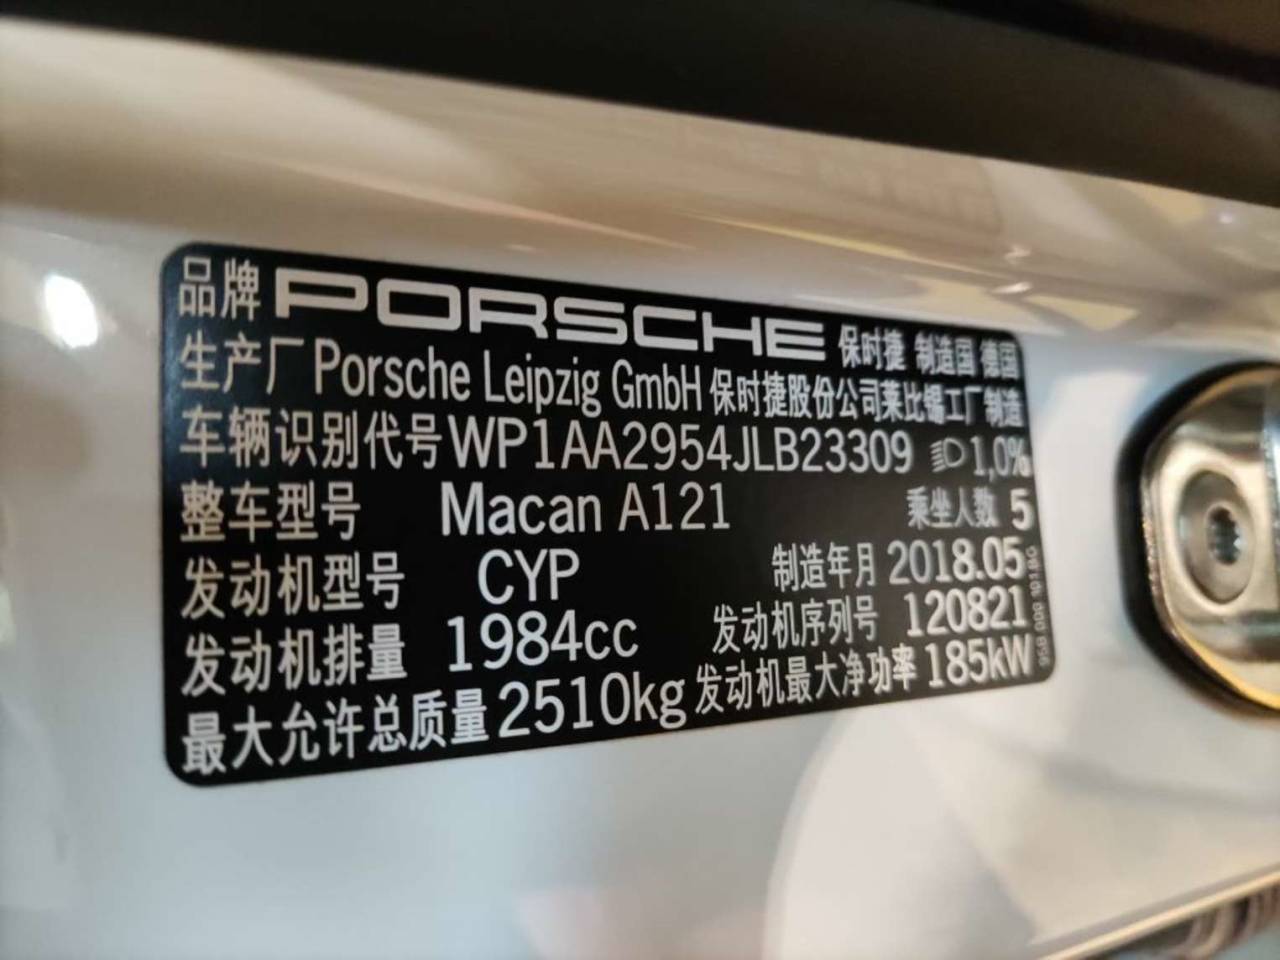 品牌 PORSCHE 保时捷 制造国 德国
生产厂 Porsche Leipzig GmbH 保时捷股份公司莱比锡工厂制造
车辆识别代号 WP1AA2954JLB23309 1,0%
整车型号 Macan A121 乘坐人数 5
发动机型号 CYP 制造年月 2018.05
发动机排量 1984cc 发动机序列号 120821
最大允许总质量 2510kg 发动机最大净功率 185kW
95B 000 101 BG